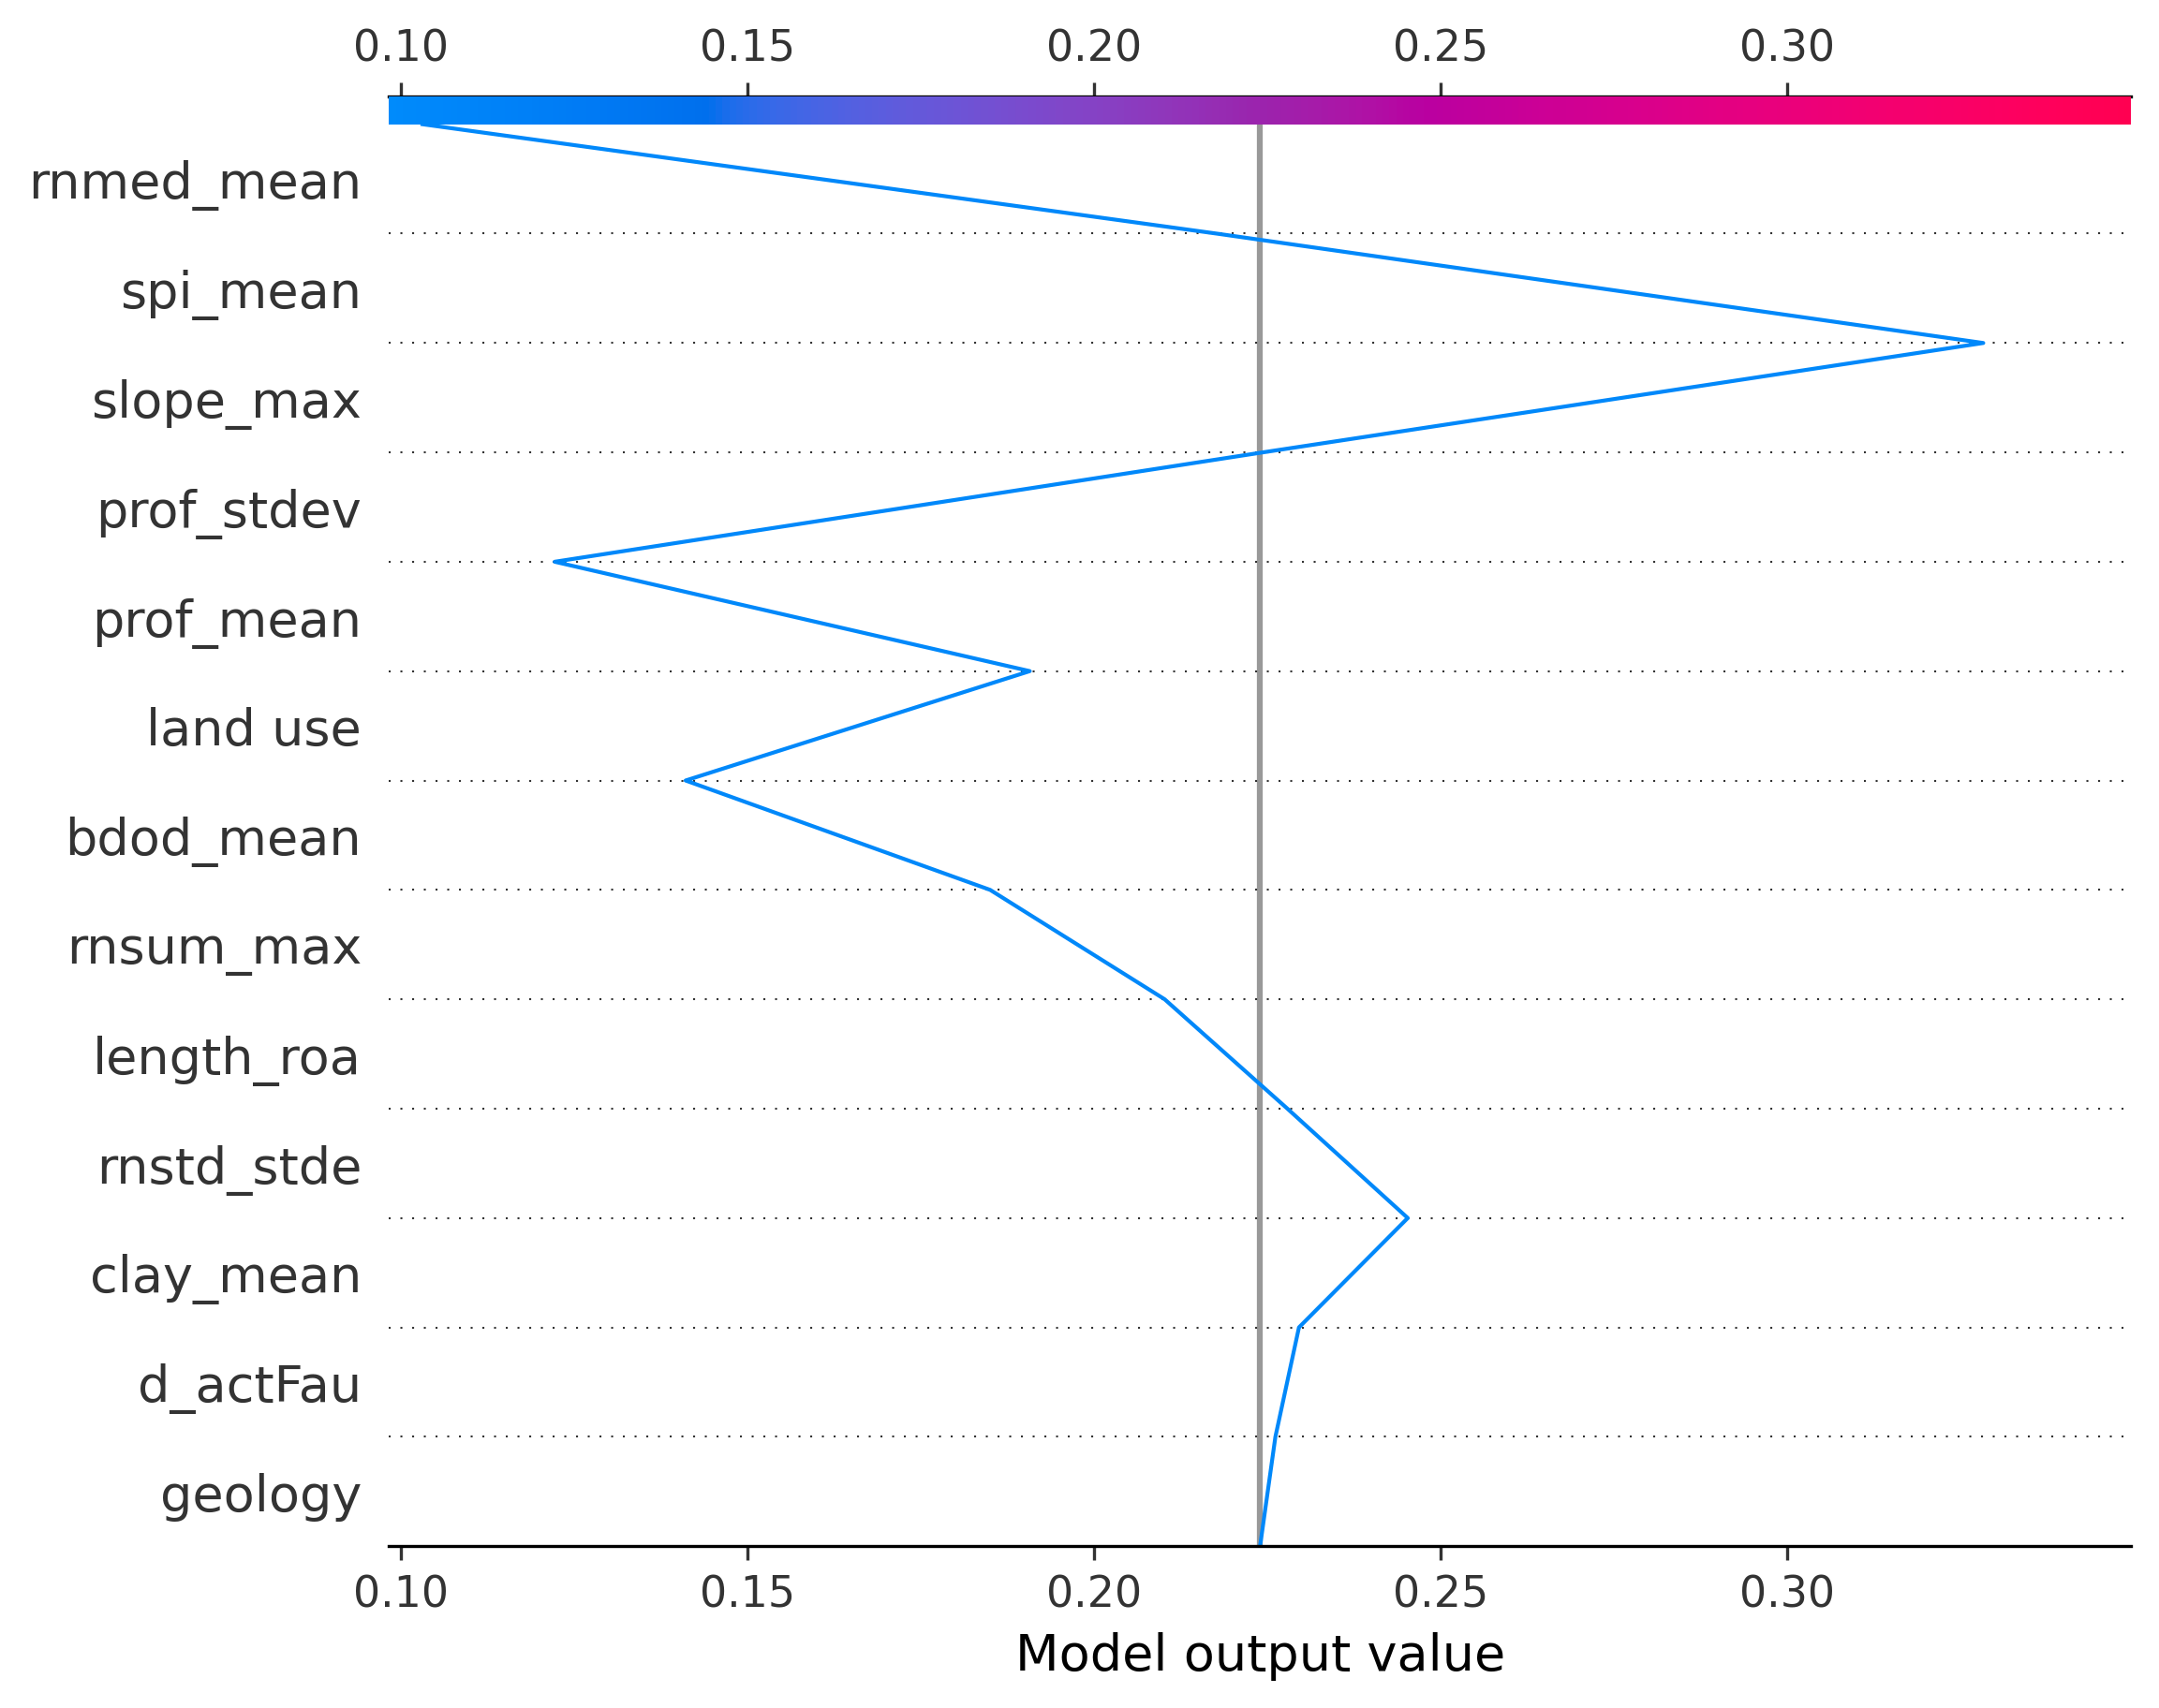 0.10 0.15 0.20 0.25 0.30
rnmed_mean
spi_mean
slope_max
prof_stdev
prof_mean
land use
bdod_mean
rnsum_max
length_roa
rnstd_stde
clay_mean
d_actFau
geology
0.10 0.15 0.20 0.25 0.30
Model output value